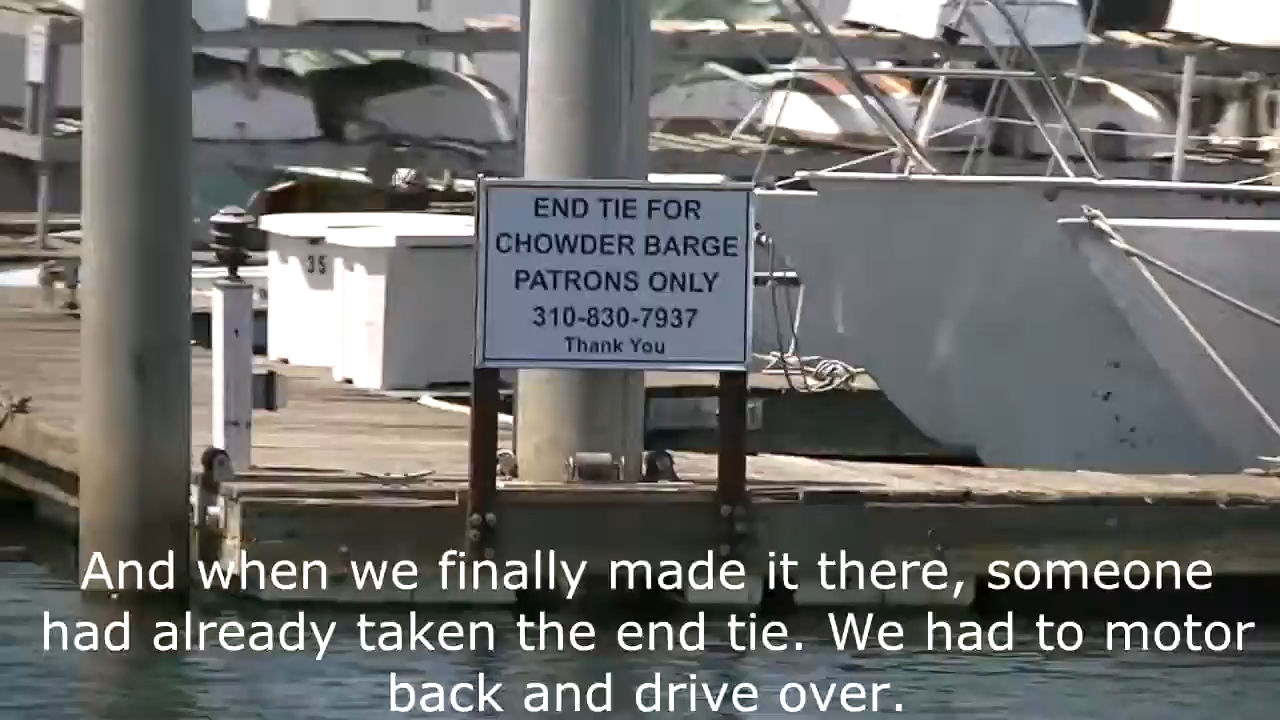 END TIE FOR
CHOWDER BARGE
PATRONS ONLY
310-830-7937
Thank You
35
And when we finally made it there, someone
had already taken the end tie. We had to motor
back and drive over.